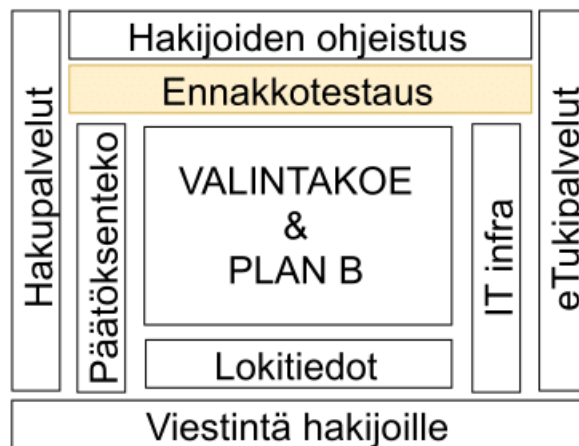 Hakijoiden ohjeistus
Ennakkotestaus
Hakupalvelut
Päätöksenteko
VALINTAKOE
&
PLAN B
IT infra
eTukipalvelut
Lokitiedot
Viestintä hakijoille